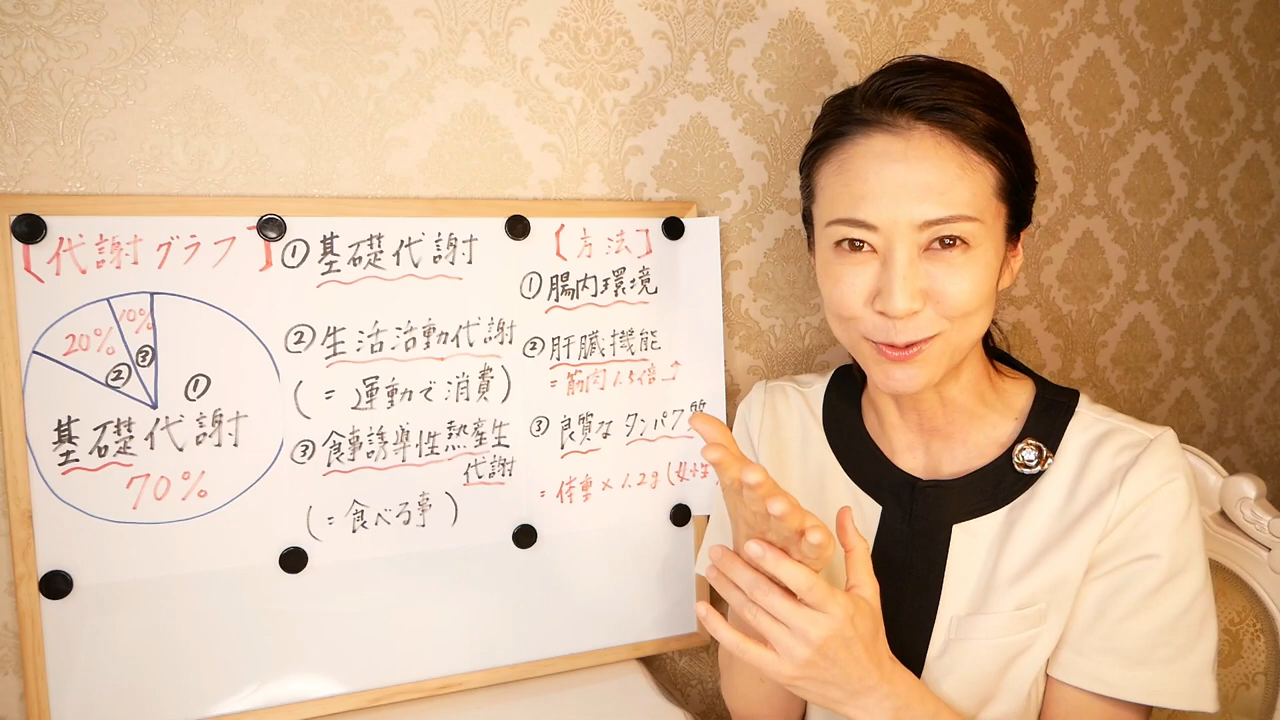 【代謝グラフ】
20%
10%
②
③
①
基礎代謝
70%
①基礎代謝
②生活活動代謝
(=運動で消費)
③食事誘導性熱産生
代謝
(=食べる事)
【方法】
①腸内環境
②肝臓機能
=筋肉1.5倍↑
③良質なタンパク質
=体重×1.2g(女性